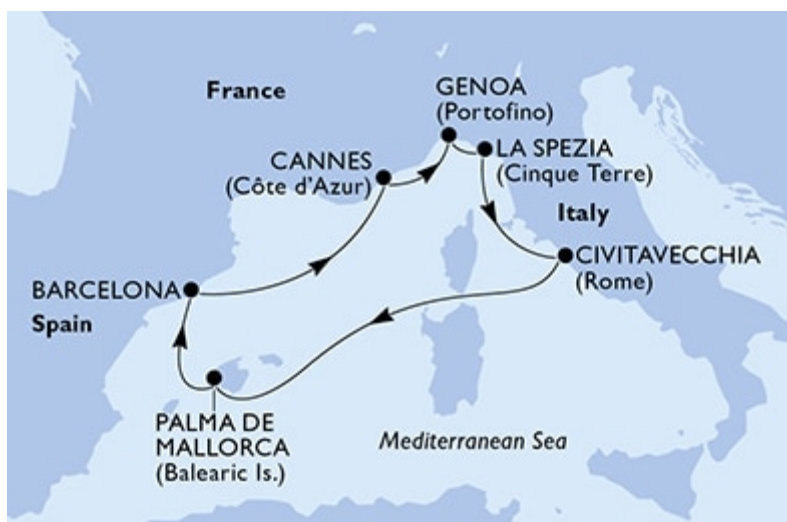 France
GENOA
(Portofino)
CANNES
(Côte d'Azur)
LA SPEZIA
(Cinque Terre)
Italy
CIVITAVECCHIA
(Rome)
BARCELONA
Spain
PALMA DE
MALLORCA
(Balearic Is.)
Mediterranean Sea